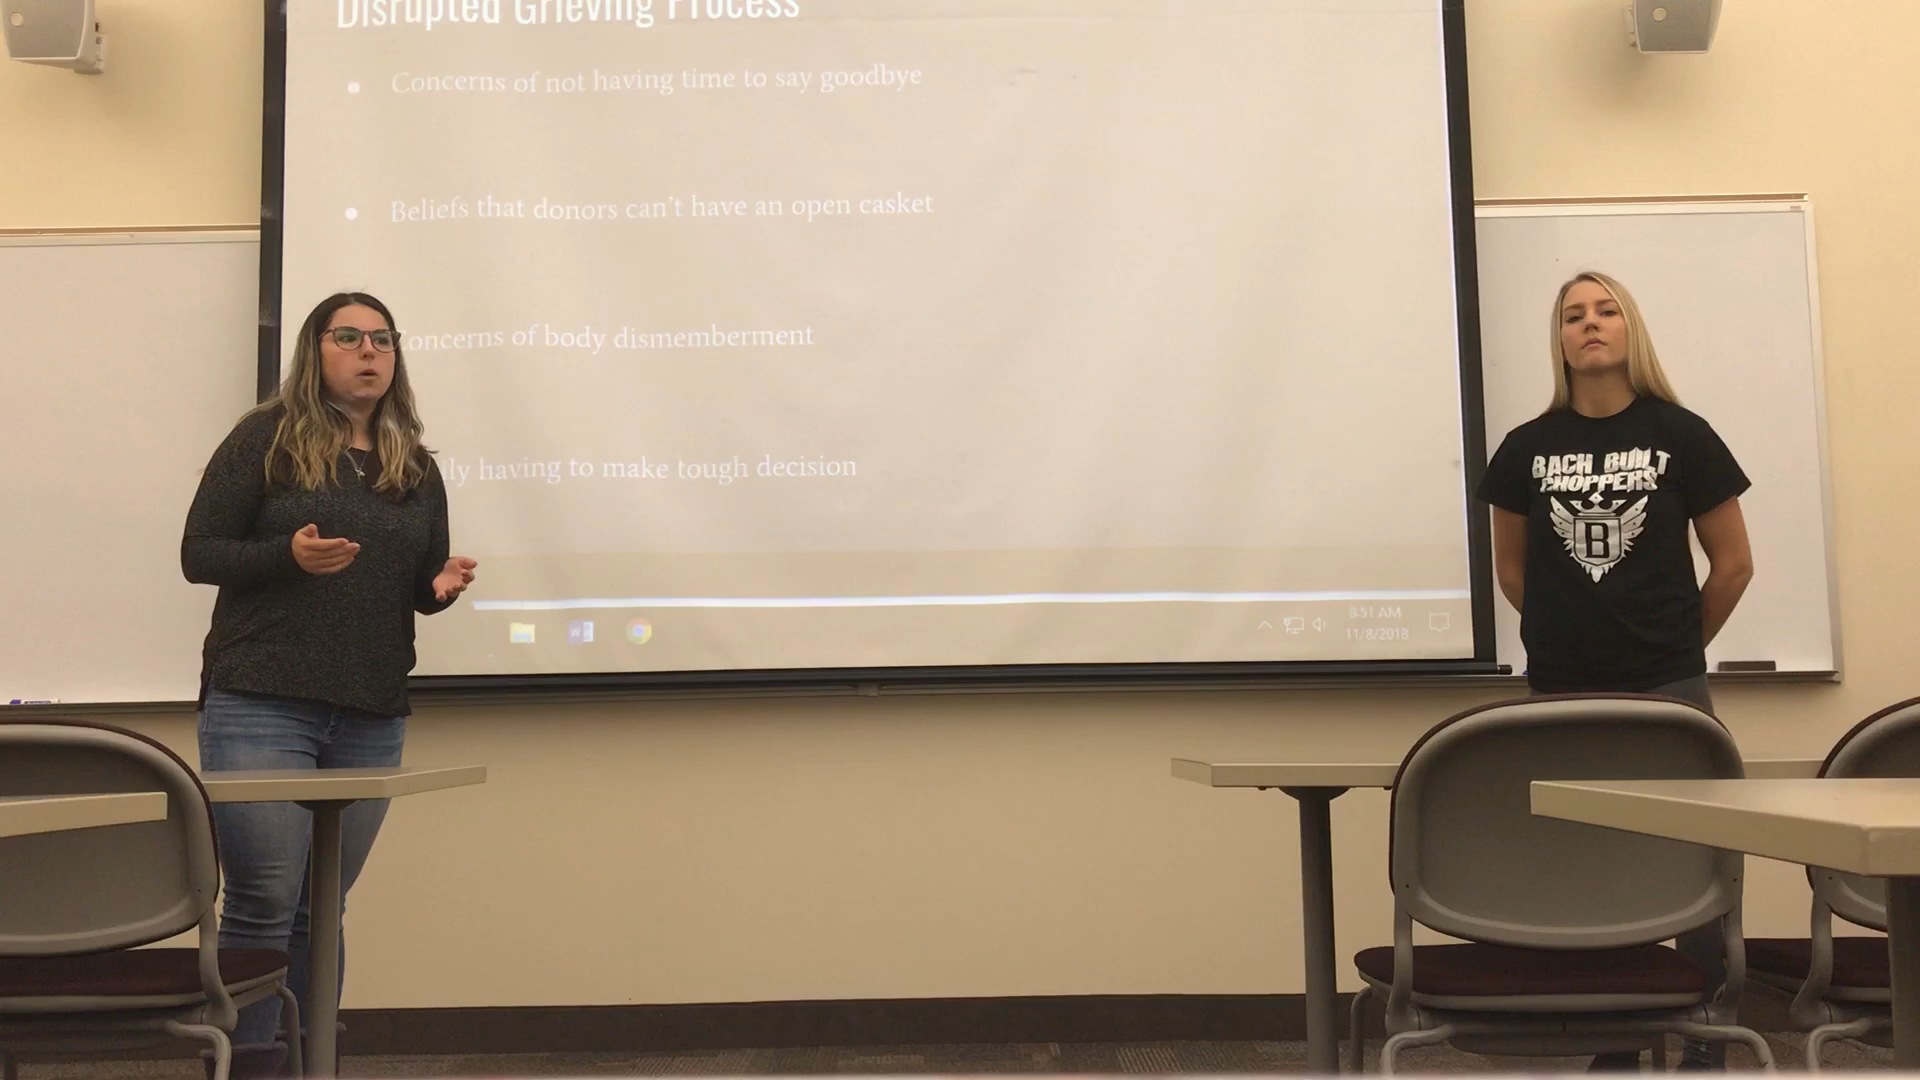 Disrupted Grieving Process
Concerns of not having time to say goodbye
Beliefs that donors can't have an open casket
Concerns of body dismemberment
having to make tough decision
8:51 AM
11/8/2018
BACH BUILT
CHOPPERS
B